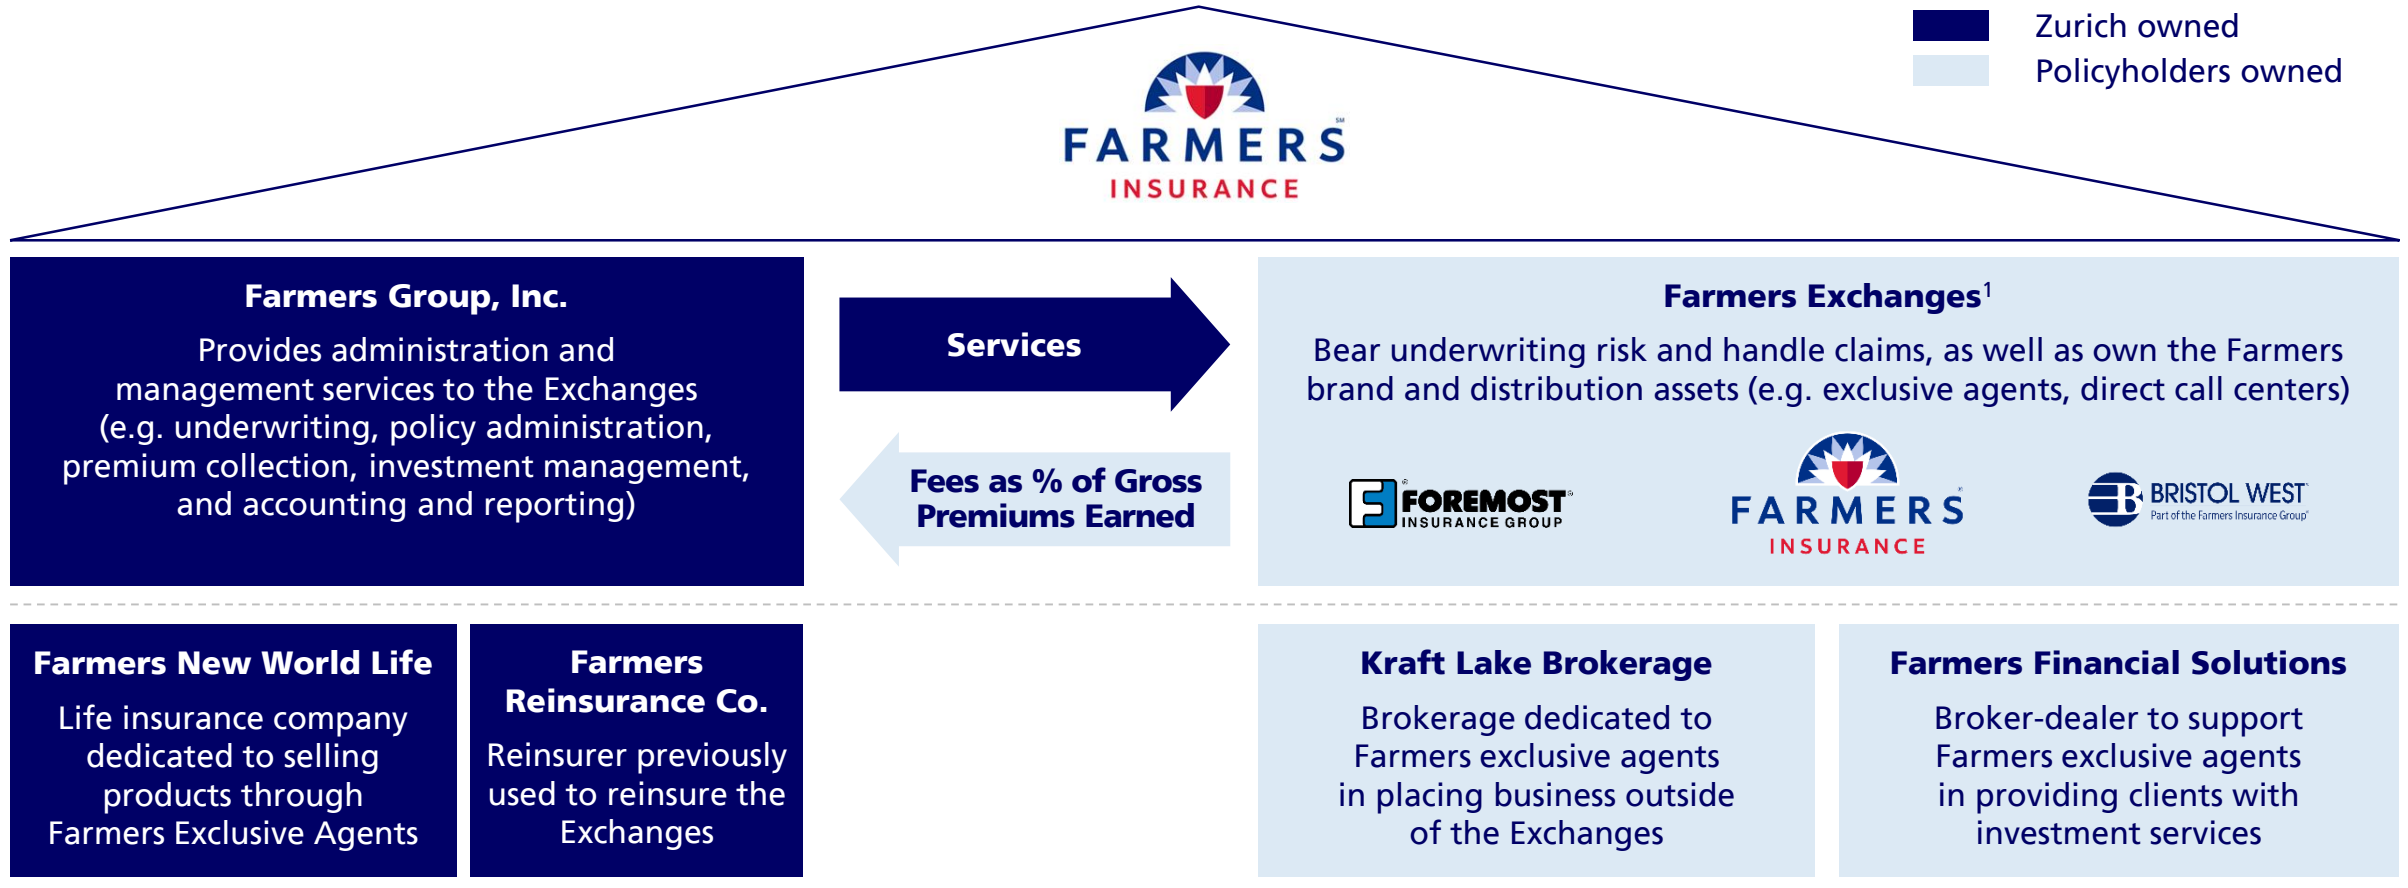 Zurich owned
Policyholders owned
FARMERS℠
INSURANCE
Farmers Group, Inc.
Provides administration and
management services to the Exchanges
(e.g. underwriting, policy administration,
premium collection, investment management,
and accounting and reporting)
Services
Fees as % of Gross
Premiums Earned
Farmers Exchanges¹
Bear underwriting risk and handle claims, as well as own the Farmers
brand and distribution assets (e.g. exclusive agents, direct call centers)
FOREMOST®
INSURANCE GROUP
FARMERS
INSURANCE
BRISTOL WEST
Part of the Farmers Insurance Group®
Farmers New World Life
Life insurance company
dedicated to selling
products through
Farmers Exclusive Agents
Farmers
Reinsurance Co.
Reinsurer previously
used to reinsure the
Exchanges
Kraft Lake Brokerage
Brokerage dedicated to
Farmers exclusive agents
in placing business outside
of the Exchanges
Farmers Financial Solutions
Broker-dealer to support
Farmers exclusive agents
in providing clients with
investment services